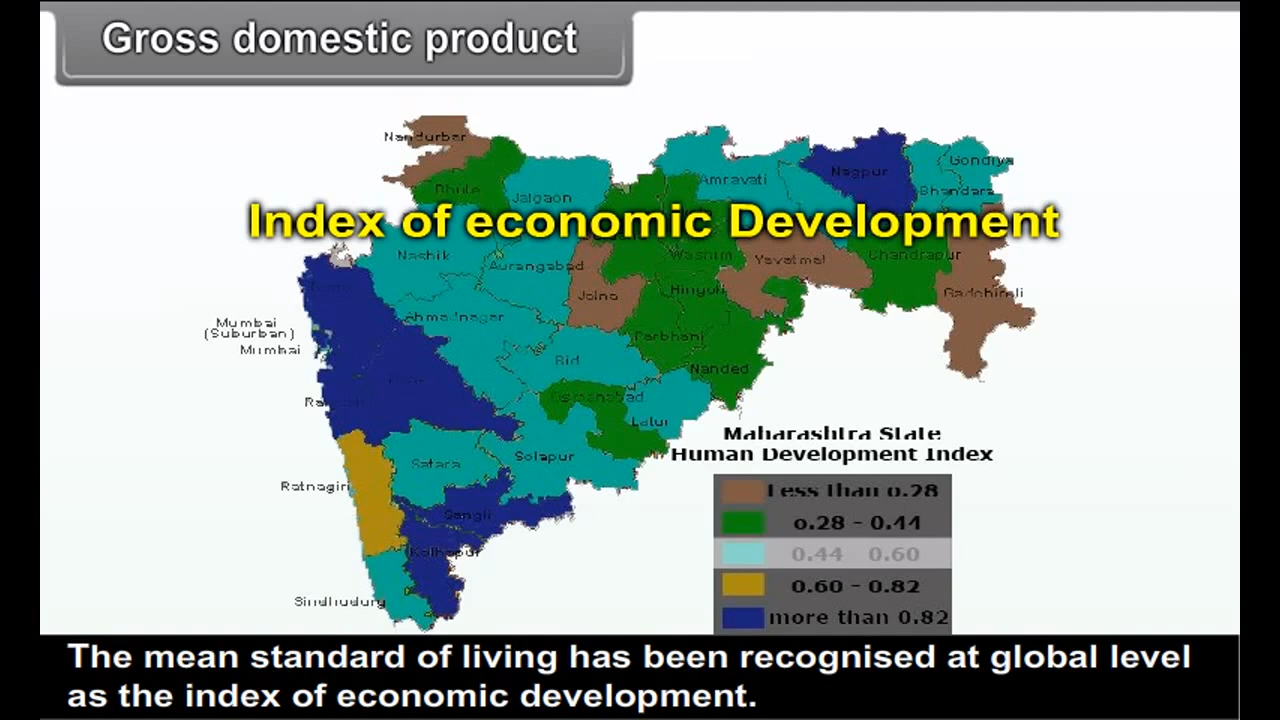 Gross domestic product
Nandurbar
Dhule
Jalgaon
Amravati
Nagpur
Gondiya
Bhandara
Index of economic Development
Nashik
Aurangabad
Washim
Yavatmal
Chandrapur
Jalna
Hingoli
Gadchiroli
Mumbai
(Suburban)
Mumbai
Ahmadnagar
Parbhani
Bid
Nanded
Osmanabad
Latur
Satara
Solapur
Ratnagiri
Sangli
Kolhapur
Sindhudurg
Maharashtra State
Human Development Index
Less than 0.28
0.28 - 0.44
0.44 0.60
0.60 - 0.82
more than 0.82
The mean standard of living has been recognised at global level
as the index of economic development.